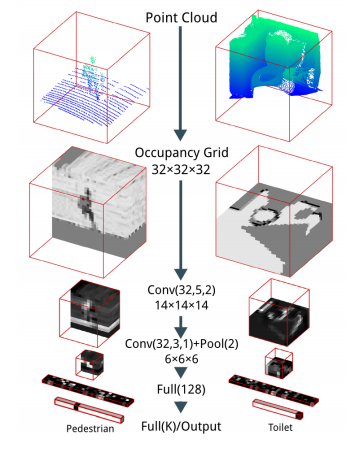 Point Cloud
Occupancy Grid
32×32×32
Conv(32,5,2)
14×14×14
Conv(32,3,1)+Pool(2)
6×6×6
Full(128)
Pedestrian
Full(K)/Output
Toilet